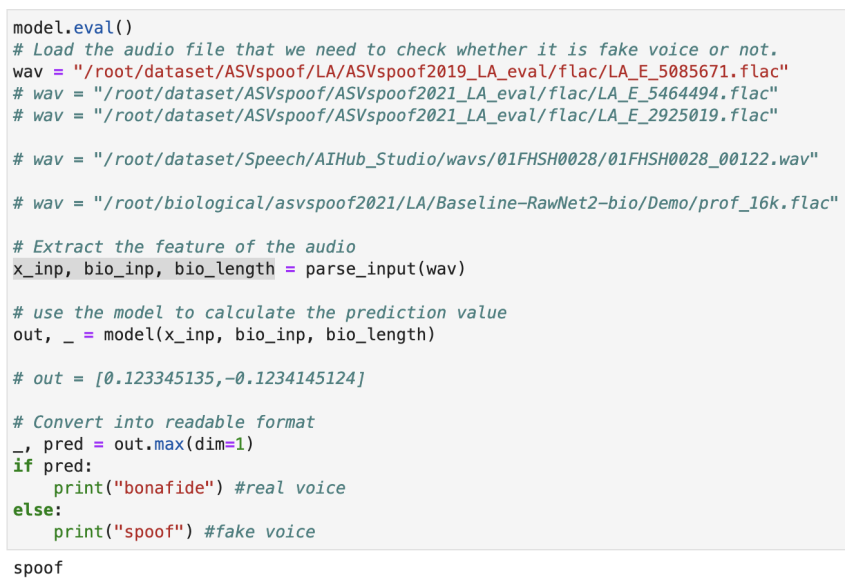 model.eval()
# Load the audio file that we need to check whether it is fake voice or not.
wav = "/root/dataset/ASVspoof/LA/ASVspoof2019_LA_eval/flac/LA_E_5085671.flac"
# wav = "/root/dataset/ASVspoof/ASVspoof2021_LA_eval/flac/LA_E_5464494.flac"
# wav = "/root/dataset/ASVspoof/ASVspoof2021_LA_eval/flac/LA_E_2925019.flac"
# wav = "/root/dataset/Speech/AIHub_Studio/wavs/01FHSH0028/01FHSH0028_00122.wav"
# wav = "/root/biological/asvspoof2021/LA/Baseline-RawNet2-bio/Demo/prof_16k.flac"
# Extract the feature of the audio
x_inp, bio_inp, bio_length = parse_input(wav)
# use the model to calculate the prediction value
out, _ = model(x_inp, bio_inp, bio_length)
# out = [0.123345135,-0.1234145124]
# Convert into readable format
_, pred = out.max(dim=1)
if pred:
    print("bonafide") #real voice
else:
    print("spoof") #fake voice
spoof